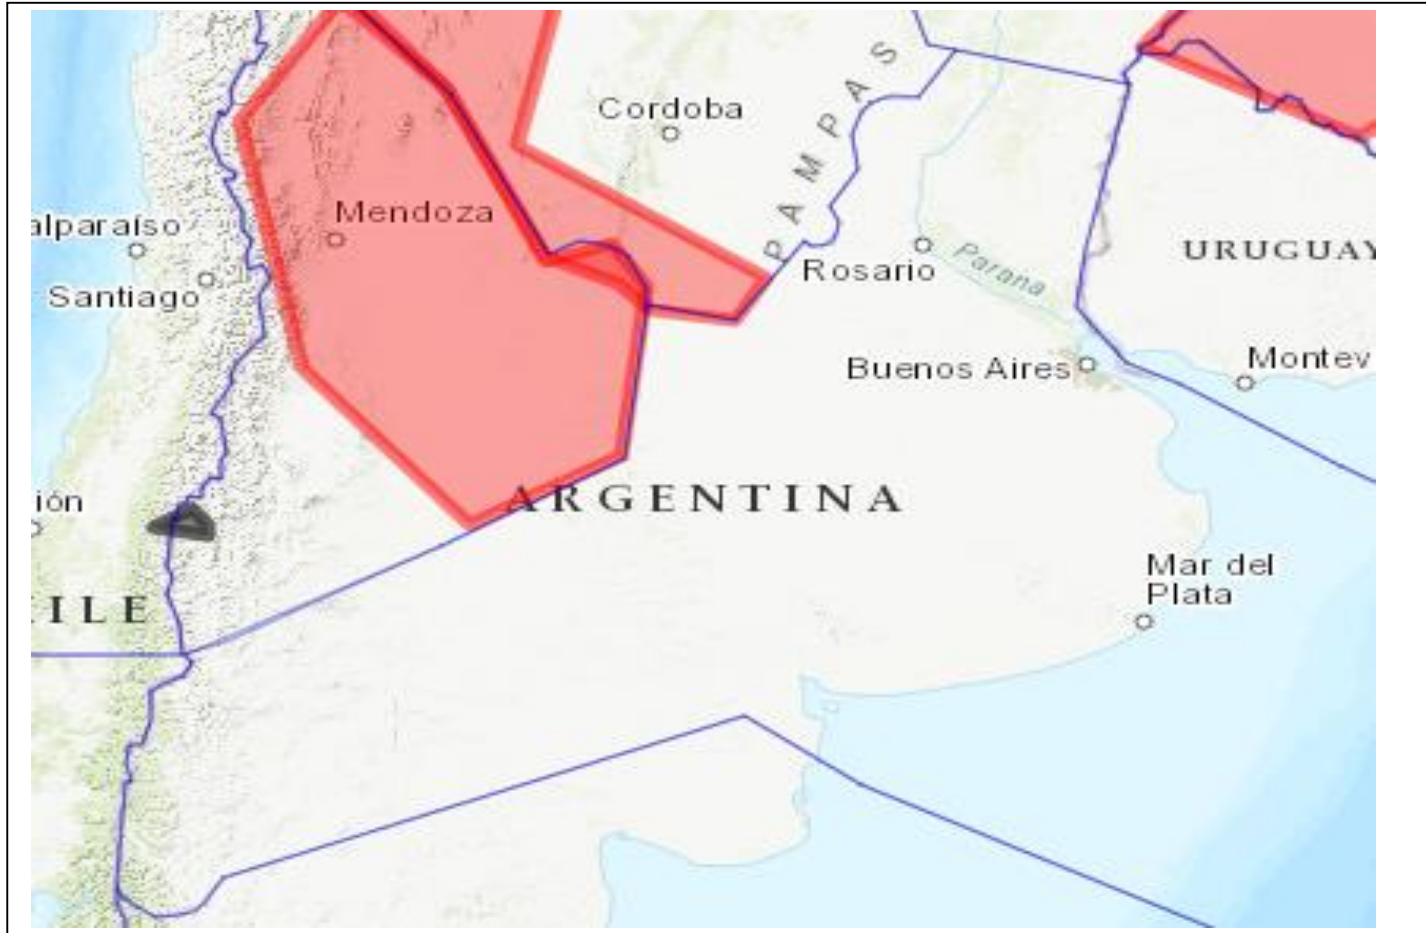 Cordoba
PAMPAS
Mendoza
alparaíso
Santiago
Rosario
Parana
URUGUAY
Buenos Aires
Montev
ARGENTINA
ión
Mar del
Plata
ILE